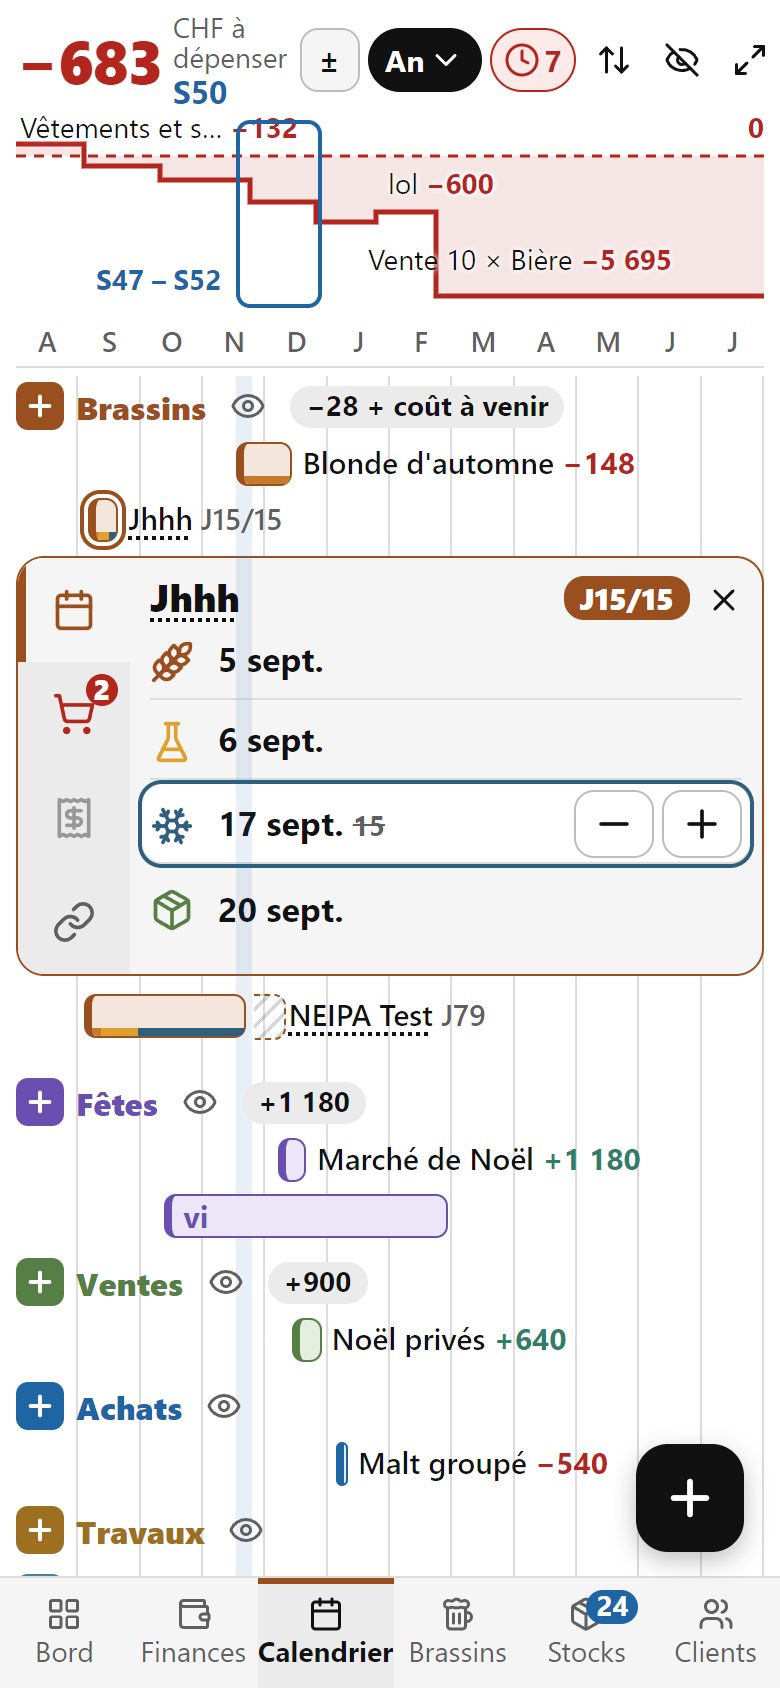 −683
CHF à
dépenser
S50
±
An
7
Vêtements et s... −132
0
lol −600
Vente 10 × Bière −5 695
S47 – S52
A S O N D J F M A M J J
Brassins
−28 + coût à venir
Blonde d'automne −148
Jhhh J15/15
Jhhh
J15/15
5 sept.
2
6 sept.
17 sept. 15
20 sept.
NEIPA Test J79
Fêtes
+1 180
Marché de Noël +1 180
vi
Ventes
+900
Noël privés +640
Achats
Malt groupé −540
Travaux
24
Bord Finances Calendrier Brassins Stocks Clients